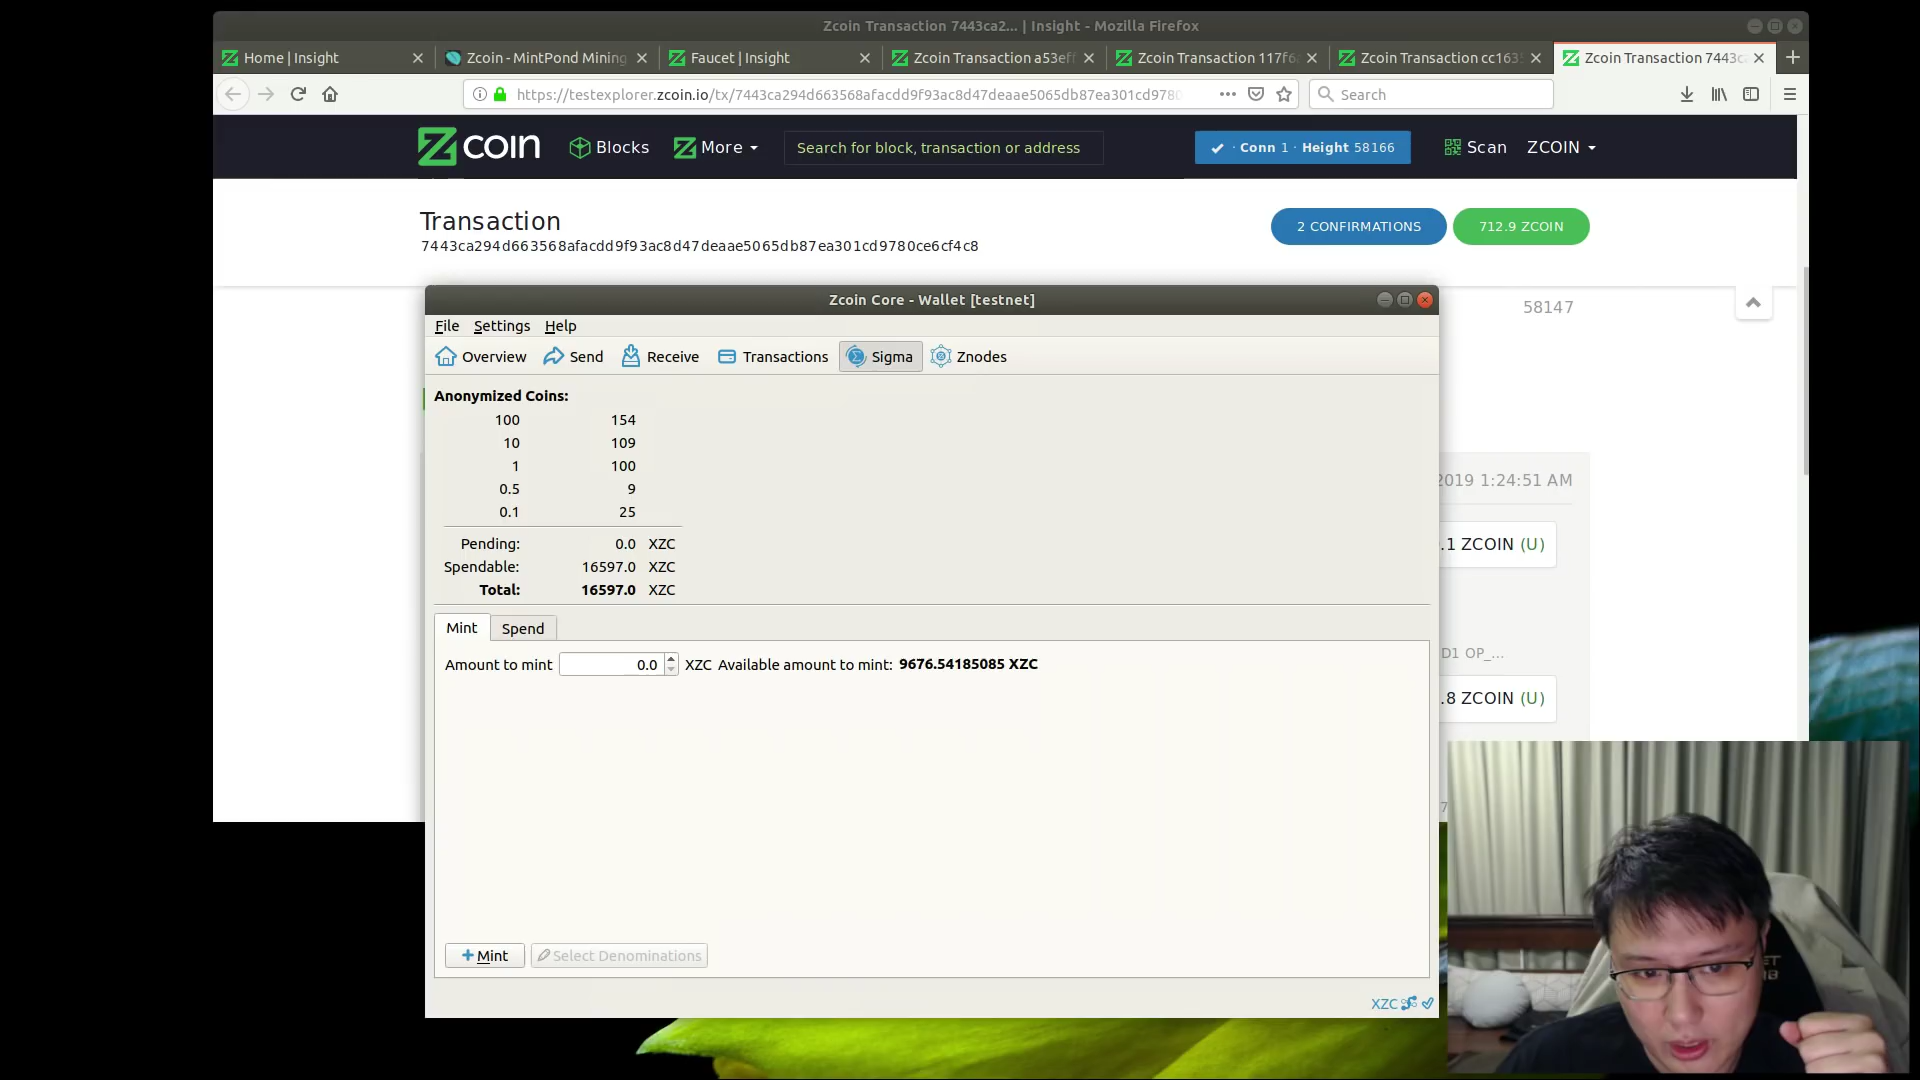 Zcoin Transaction 7443ca2... | Insight - Mozilla Firefox
Home | Insight
Zcoin - MintPond Mining
Faucet | Insight
Zcoin Transaction a53eff
Zcoin Transaction 117f6
Zcoin Transaction cc163
Zcoin Transaction 7443c
https://testexplorer.zcoin.io/tx/7443ca294d663568afacdd9f93ac8d47deaae5065db87ea301cd9780
Search
Zcoin
Blocks
More
Search for block, transaction or address
· Conn 1 · Height 58166
Scan
ZCOIN
Transaction
7443ca294d663568afacdd9f93ac8d47deaae5065db87ea301cd9780ce6cf4c8
2 CONFIRMATIONS
712.9 ZCOIN
58147
Zcoin Core - Wallet [testnet]
File Settings Help
Overview Send Receive Transactions Sigma Znodes
Anonymized Coins:
100 154
10 109
1 100
0.5 9
0.1 25
Pending: 0.0 XZC
Spendable: 16597.0 XZC
Total: 16597.0 XZC
Mint Spend
Amount to mint 0.0 XZC Available amount to mint: 9676.54185085 XZC
2019 1:24:51 AM
.1 ZCOIN (U)
D1 OP_...
.8 ZCOIN (U)
Mint
Select Denominations
XZC